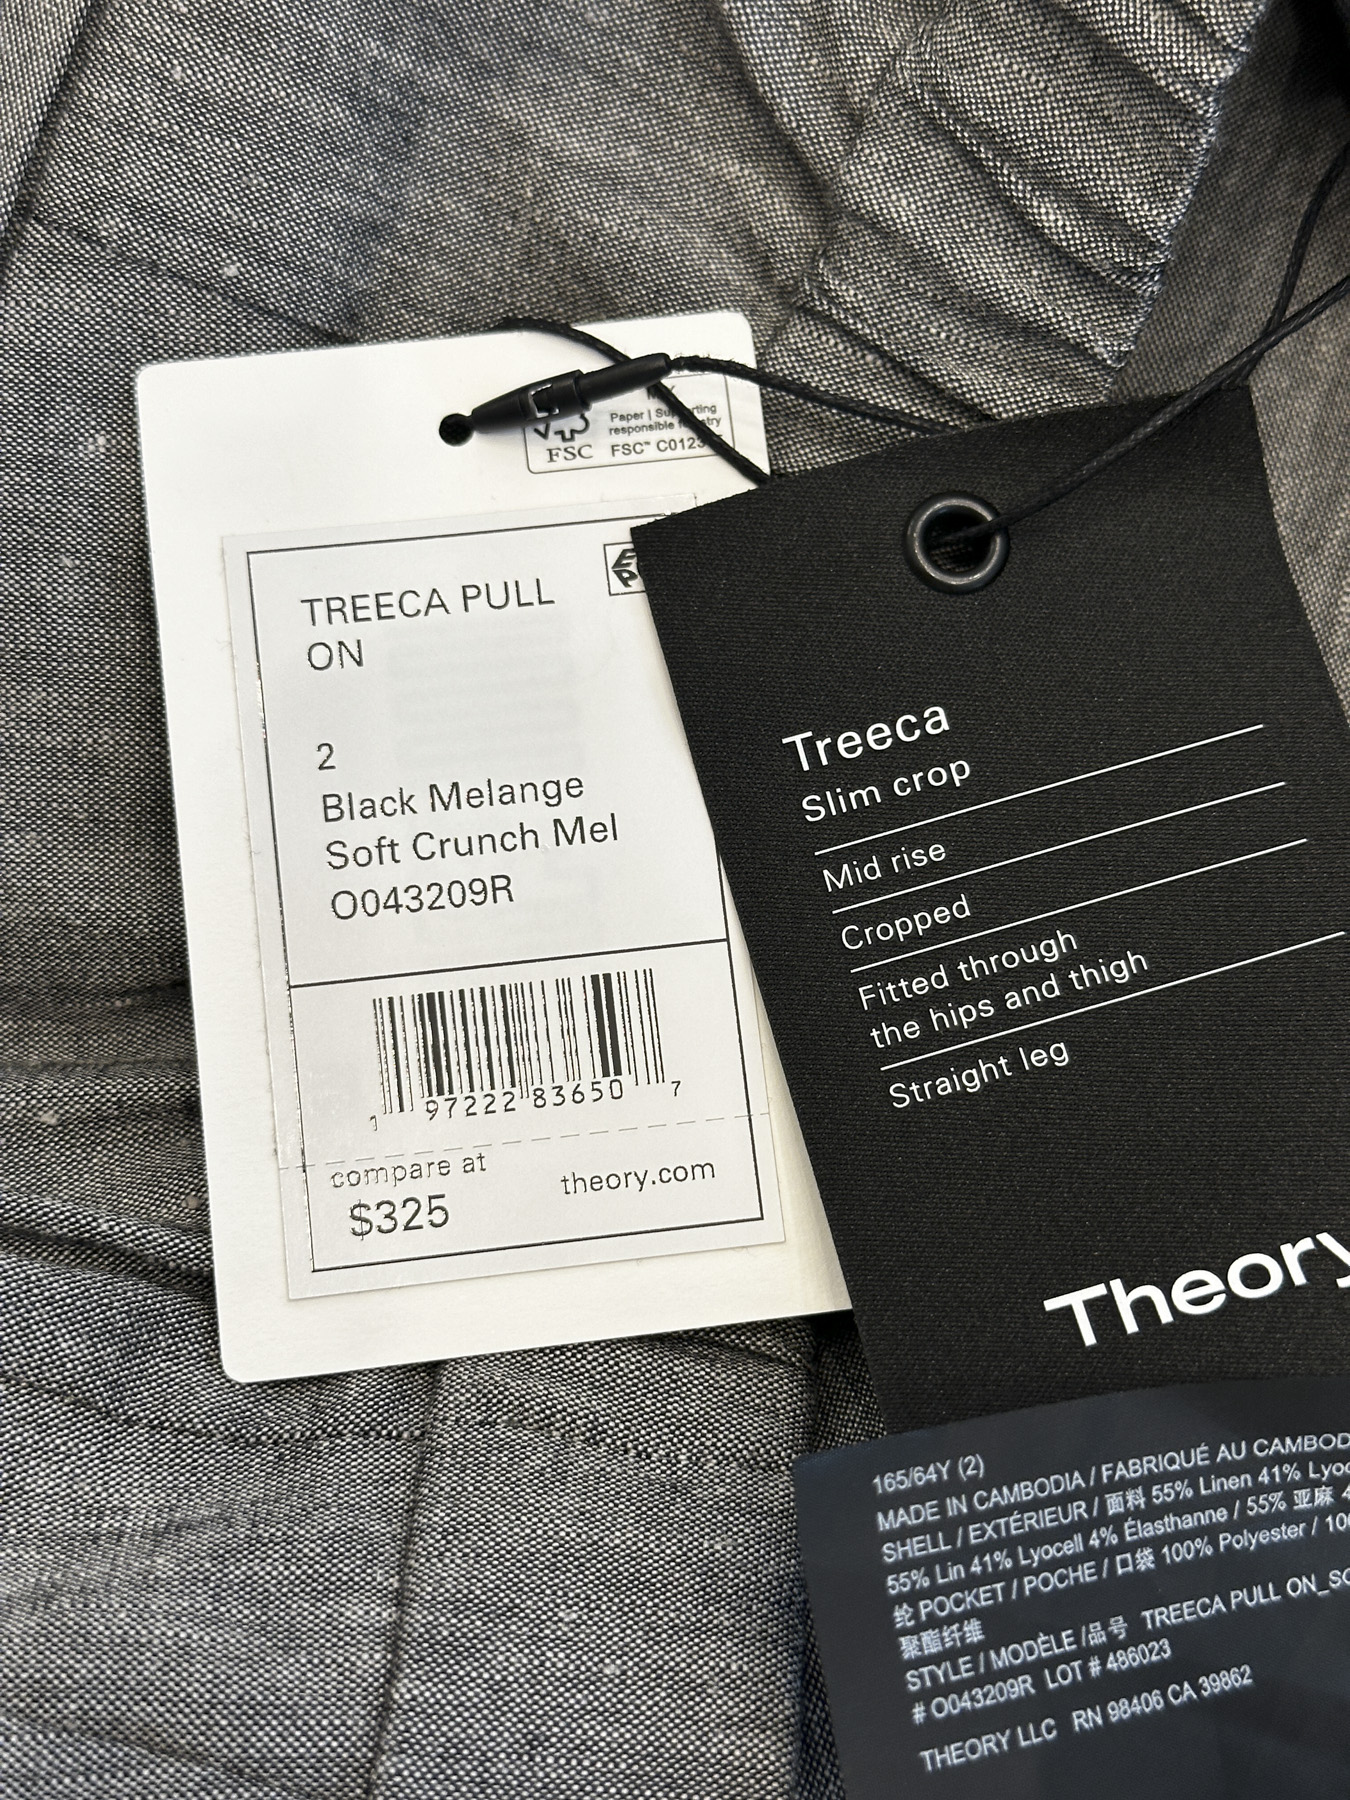 Paper | Supporting
responsible forestry
FSC
FSC™
TREECA PULL
ON
2
Black Melange
Soft Crunch Mel
O043209R
1 97222 83650 7
compare at
$325
theory.com
Treeca
Slim crop
Mid rise
Cropped
Fitted through
the hips and thigh
Straight leg
Theory
165/64Y (2)
MADE IN CAMBODIA / FABRIQUÉ AU CAMBOD
SHELL / EXTÉRIEUR / 面料 55% Linen 41% Lyoc
55% Lin 41% Lyocell 4% Élasthanne / 55% 亚麻 4
纶 POCKET / POCHE / 口袋 100% Polyester / 10
聚酯纤维
STYLE / MODÈLE /品号 TREECA PULL ON_SO
# O043209R LOT # 486023
THEORY LLC RN 98406 CA 39862